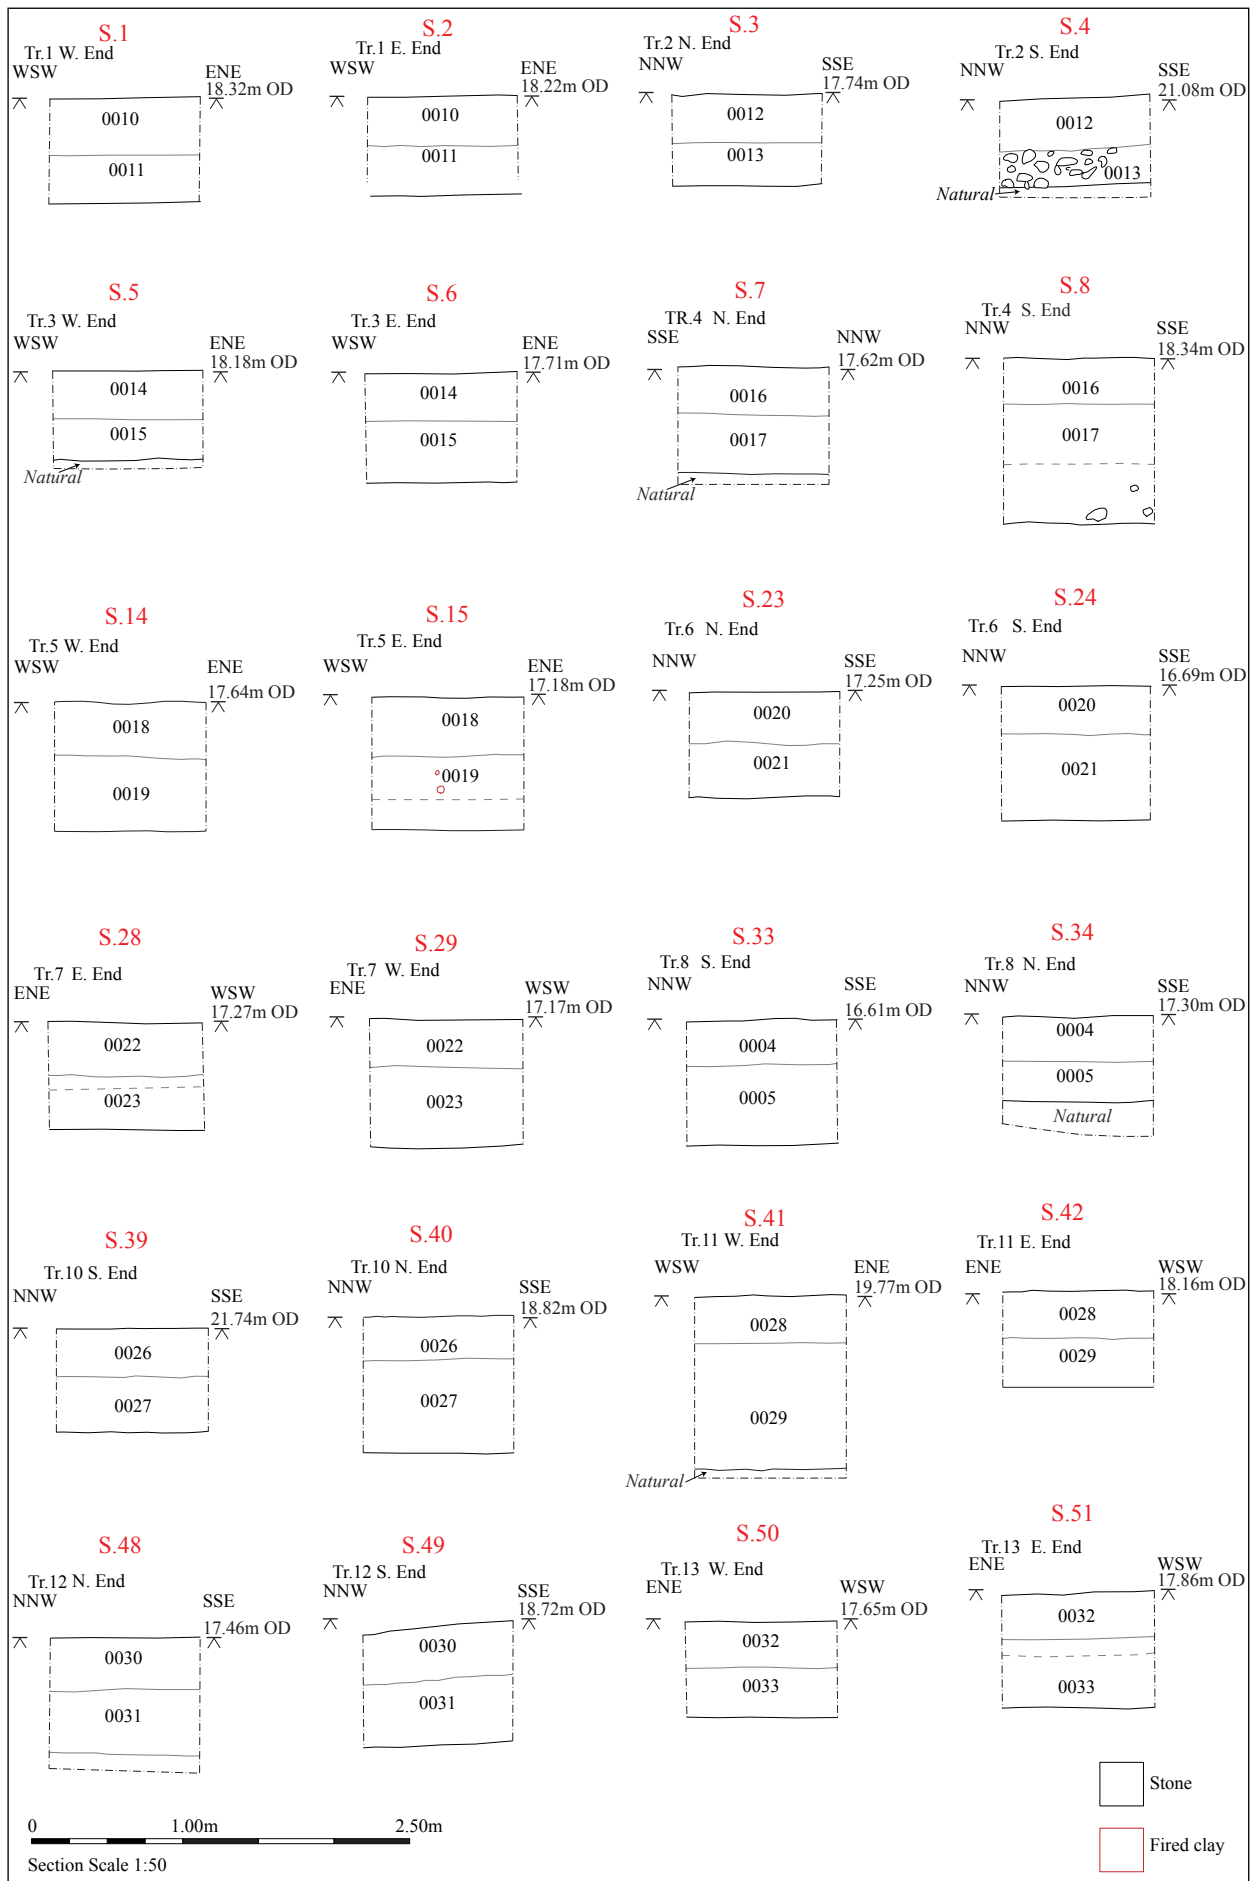 S.1
Tr.1 W. End
WSW
ENE
18.32m OD
0010
0011
S.2
Tr.1 E. End
WSW
ENE
18.22m OD
0010
0011
S.3
Tr.2 N. End
NNW
SSE
17.74m OD
0012
0013
S.4
Tr.2 S. End
NNW
SSE
21.08m OD
0012
0013
Natural
S.5
Tr.3 W. End
WSW
ENE
18.18m OD
0014
0015
Natural
S.6
Tr.3 E. End
WSW
ENE
17.71m OD
0014
0015
S.7
TR.4 N. End
SSE
NNW
17.62m OD
0016
0017
Natural
S.8
Tr.4 S. End
NNW
SSE
18.34m OD
0016
0017
S.14
Tr.5 W. End
WSW
ENE
17.64m OD
0018
0019
S.15
Tr.5 E. End
WSW
ENE
17.18m OD
0018
0019
S.23
Tr.6 N. End
NNW
SSE
17.25m OD
0020
0021
S.24
Tr.6 S. End
NNW
SSE
16.69m OD
0020
0021
S.28
Tr.7 E. End
ENE
WSW
17.27m OD
0022
0023
S.29
Tr.7 W. End
ENE
WSW
17.17m OD
0022
0023
S.33
Tr.8 S. End
NNW
SSE
16.61m OD
0004
0005
S.34
Tr.8 N. End
NNW
SSE
17.30m OD
0004
0005
Natural
S.39
Tr.10 S. End
NNW
SSE
21.74m OD
0026
0027
S.40
Tr.10 N. End
NNW
SSE
18.82m OD
0026
0027
S.41
Tr.11 W. End
WSW
ENE
19.77m OD
0028
0029
Natural
S.42
Tr.11 E. End
ENE
WSW
18.16m OD
0028
0029
S.48
Tr.12 N. End
NNW
SSE
17.46m OD
0030
0031
S.49
Tr.12 S. End
NNW
SSE
18.72m OD
0030
0031
S.50
Tr.13 W. End
ENE
WSW
17.65m OD
0032
0033
S.51
Tr.13 E. End
ENE
WSW
17.86m OD
0032
0033
Stone
Fired clay
0 1.00m 2.50m
Section Scale 1:50